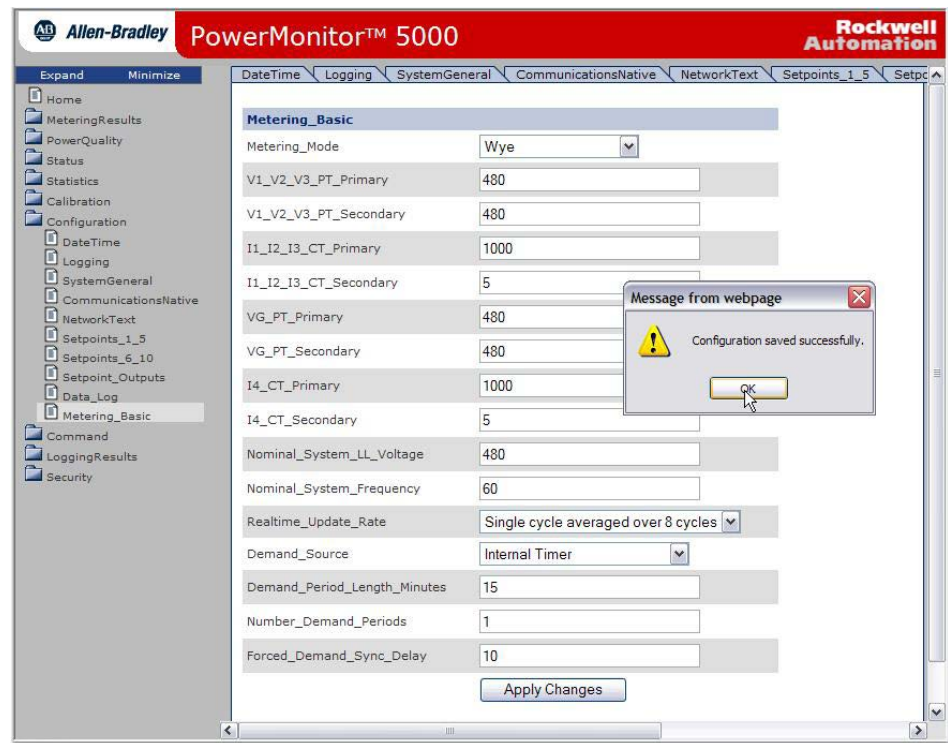 AB Allen-Bradley PowerMonitor™ 5000 Rockwell Automation
Expand Minimize
Home
MeteringResults
PowerQuality
Status
Statistics
Calibration
Configuration
DateTime
Logging
SystemGeneral
CommunicationsNative
NetworkText
Setpoints_1_5
Setpoints_6_10
Setpoint_Outputs
Data_Log
Metering_Basic
Command
LoggingResults
Security
DateTime Logging SystemGeneral CommunicationsNative NetworkText Setpoints_1_5 Setpo
Metering_Basic
Metering_Mode Wye
V1_V2_V3_PT_Primary 480
V1_V2_V3_PT_Secondary 480
I1_I2_I3_CT_Primary 1000
I1_I2_I3_CT_Secondary 5
VG_PT_Primary 480
VG_PT_Secondary 480
I4_CT_Primary 1000
I4_CT_Secondary 5
Nominal_System_LL_Voltage 480
Nominal_System_Frequency 60
Realtime_Update_Rate Single cycle averaged over 8 cycles
Demand_Source Internal Timer
Demand_Period_Length_Minutes 15
Number_Demand_Periods 1
Forced_Demand_Sync_Delay 10
Apply Changes
Message from webpage
Configuration saved successfully.
OK